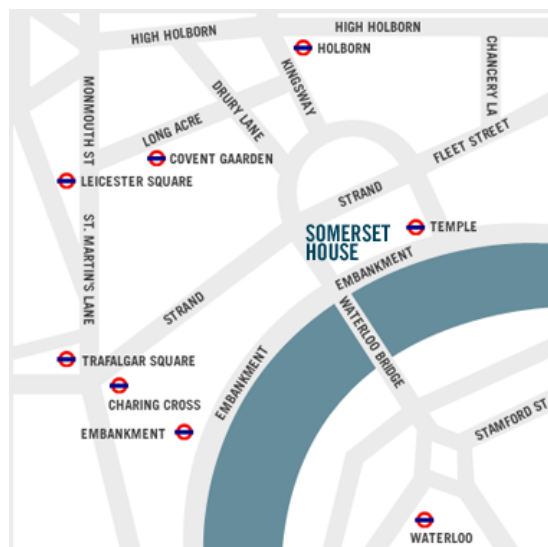 HIGH HOLBORN
HIGH HOLBORN
HOLBORN
CHANCERY LA
KINGSWAY
MONMOUTH ST
DRURY LANE
LONG ACRE
FLEET STREET
COVENT GAARDEN
LEICESTER SQUARE
STRAND
TEMPLE
SOMERSET
HOUSE
EMBANKMENT
ST. MARTIN'S LANE
STRAND
WATERLOO BRIDGE
TRAFALGAR SQUARE
EMBANKMENT
CHARING CROSS
EMBANKMENT
STAMFORD ST
WATERLOO